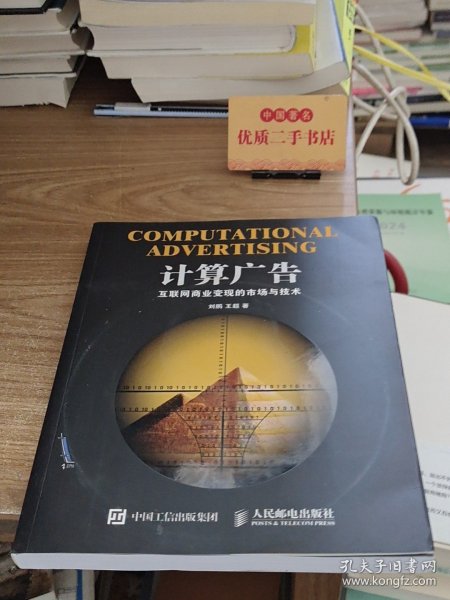 中国著名
优质二手书店
COMPUTATIONAL
ADVERTISING
计算广告
互联网商业变现的市场与技术
刘鹏 王超 著
中国工信出版集团
人民邮电出版社
POSTS & TELECOM PRESS
孔夫子旧书网
www.kongfz.com